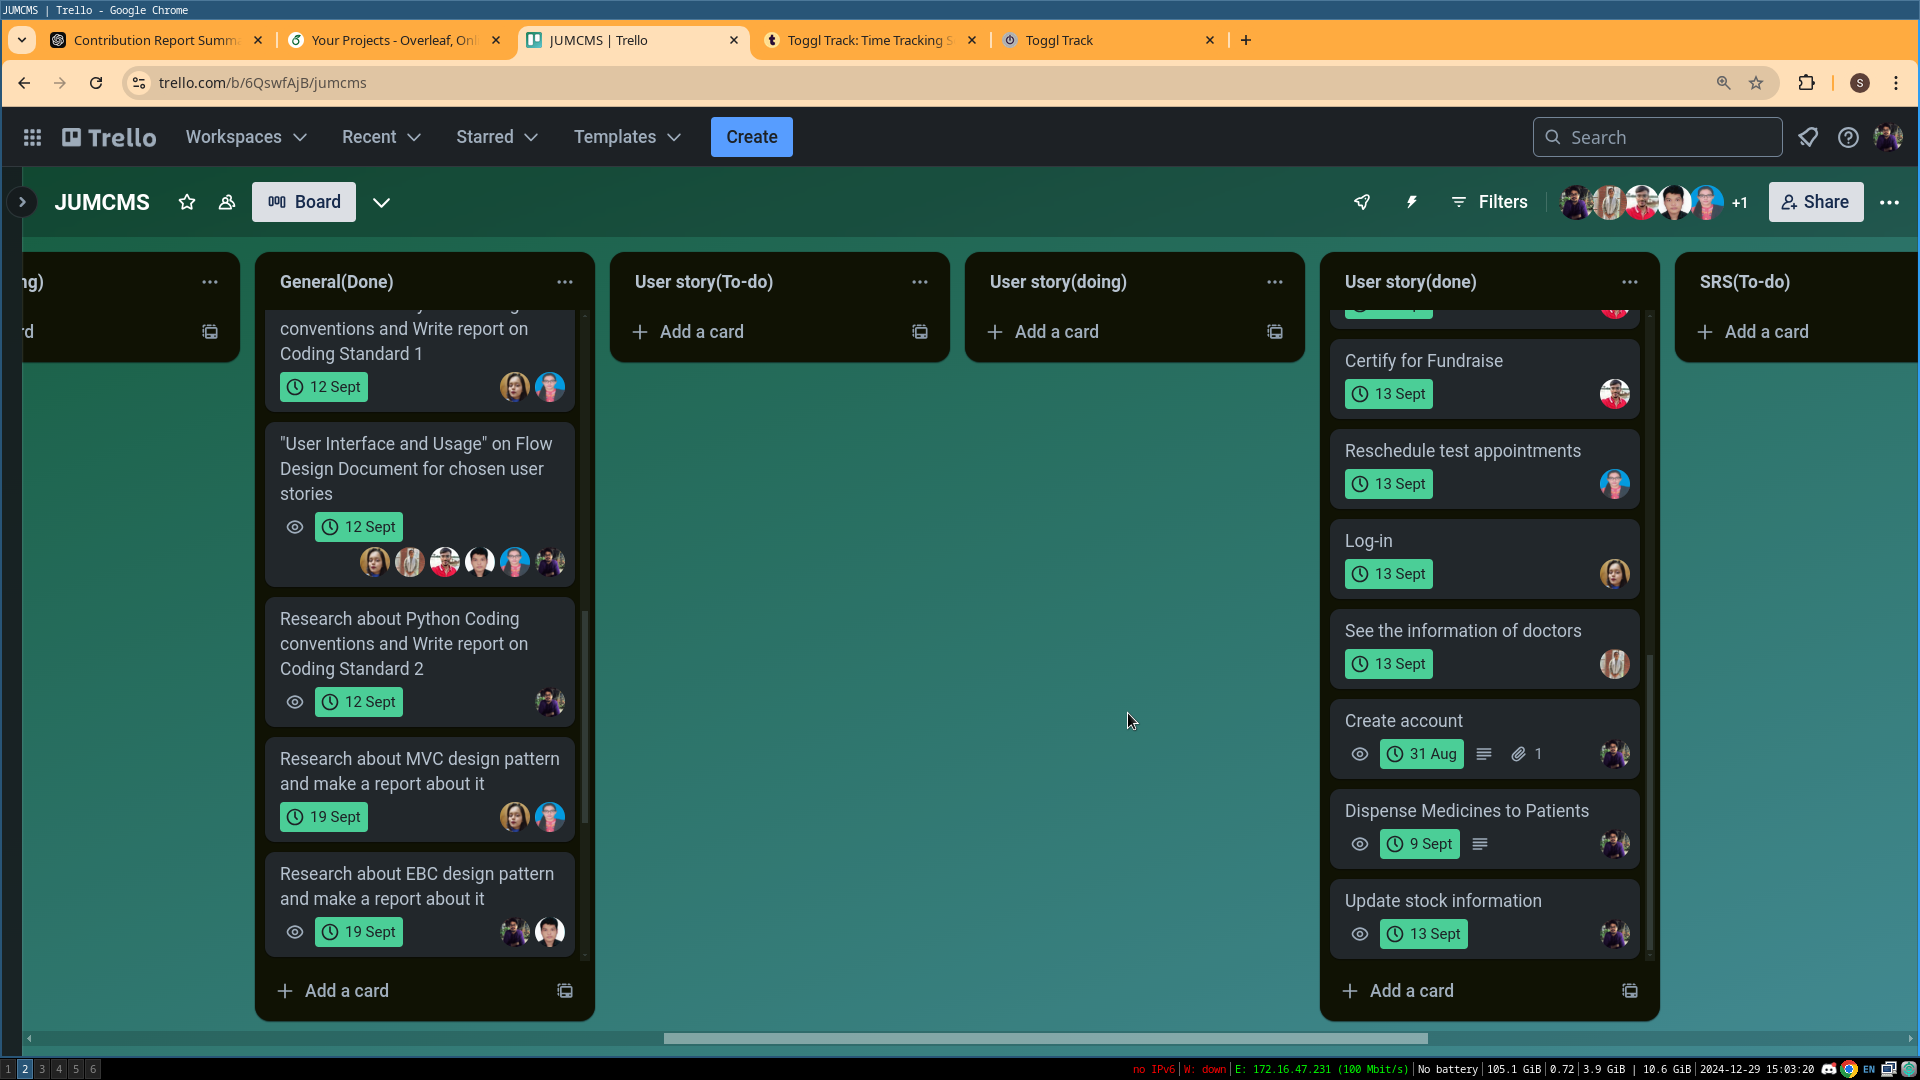 JUMCMS | Trello - Google Chrome
Contribution Report Summ
Your Projects - Overleaf, Onl
JUMCMS | Trello
Toggl Track: Time Tracking S
Toggl Track
trello.com/b/6QswfAjB/jumcms
S
Trello
Workspaces
Recent
Starred
Templates
Create
Search
JUMCMS
Board
Filters
+1
Share
ng)
rd
General(Done)
conventions and Write report on
Coding Standard 1
12 Sept
"User Interface and Usage" on Flow
Design Document for chosen user
stories
12 Sept
Research about Python Coding
conventions and Write report on
Coding Standard 2
12 Sept
Research about MVC design pattern
and make a report about it
19 Sept
Research about EBC design pattern
and make a report about it
19 Sept
Add a card
User story(To-do)
Add a card
User story(doing)
Add a card
User story(done)
Certify for Fundraise
13 Sept
Reschedule test appointments
13 Sept
Log-in
13 Sept
See the information of doctors
13 Sept
Create account
31 Aug
1
Dispense Medicines to Patients
9 Sept
Update stock information
13 Sept
Add a card
SRS(To-do)
Add a card
1 2 3 4 5 6
no IPv6 | W: down | E: 172.16.47.231 (100 Mbit/s) | No battery | 105.1 GiB | 0.72 | 3.9 GiB | 10.6 GiB | 2024-12-29 15:03:20 EN